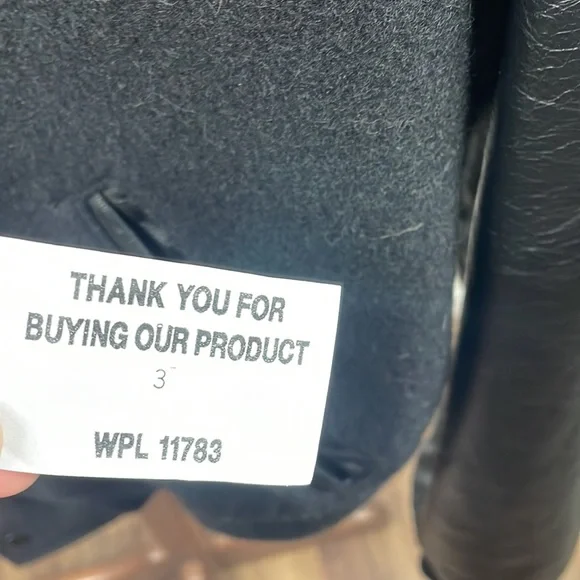 THANK YOU FOR
BUYING OUR PRODUCT
3
WPL 11783